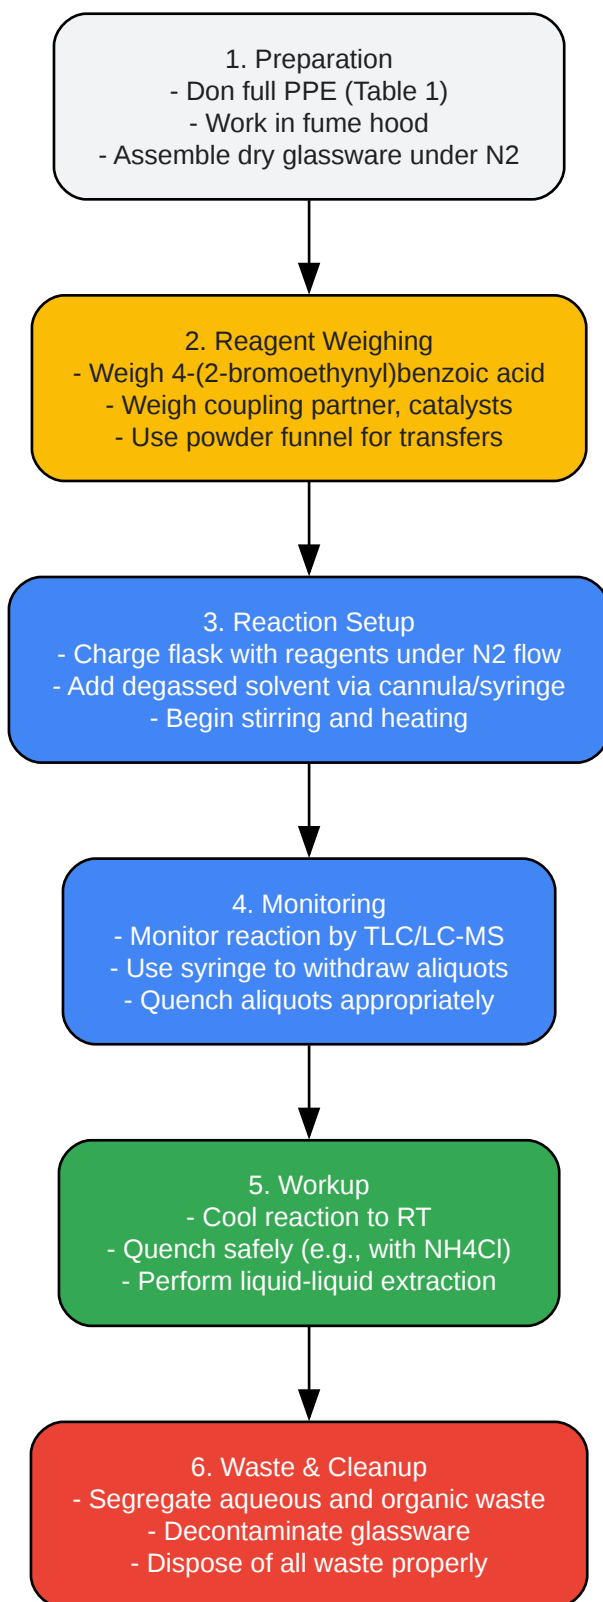 1. Preparation
- Don full PPE (Table 1)
- Work in fume hood
- Assemble dry glassware under N2
2. Reagent Weighing
- Weigh 4-(2-bromoethynyl)benzoic acid
- Weigh coupling partner, catalysts
- Use powder funnel for transfers
3. Reaction Setup
- Charge flask with reagents under N2 flow
- Add degassed solvent via cannula/syringe
- Begin stirring and heating
4. Monitoring
- Monitor reaction by TLC/LC-MS
- Use syringe to withdraw aliquots
- Quench aliquots appropriately
5. Workup
- Cool reaction to RT
- Quench safely (e.g., with NH4Cl)
- Perform liquid-liquid extraction
6. Waste & Cleanup
- Segregate aqueous and organic waste
- Decontaminate glassware
- Dispose of all waste properly